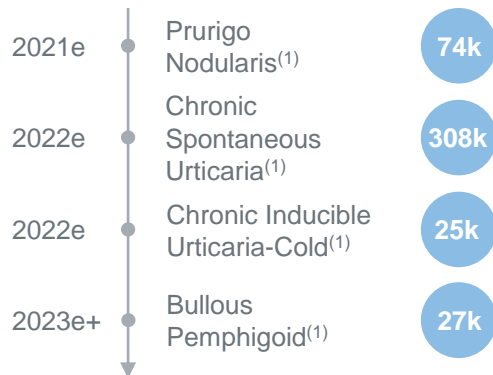 2021e
Prurigo
Nodularis(1)
74k
2022e
Chronic
Spontaneous
Urticaria(1)
308k
2022e
Chronic Inducible
Urticaria-Cold(1)
25k
2023e+
Bullous
Pemphigoid(1)
27k